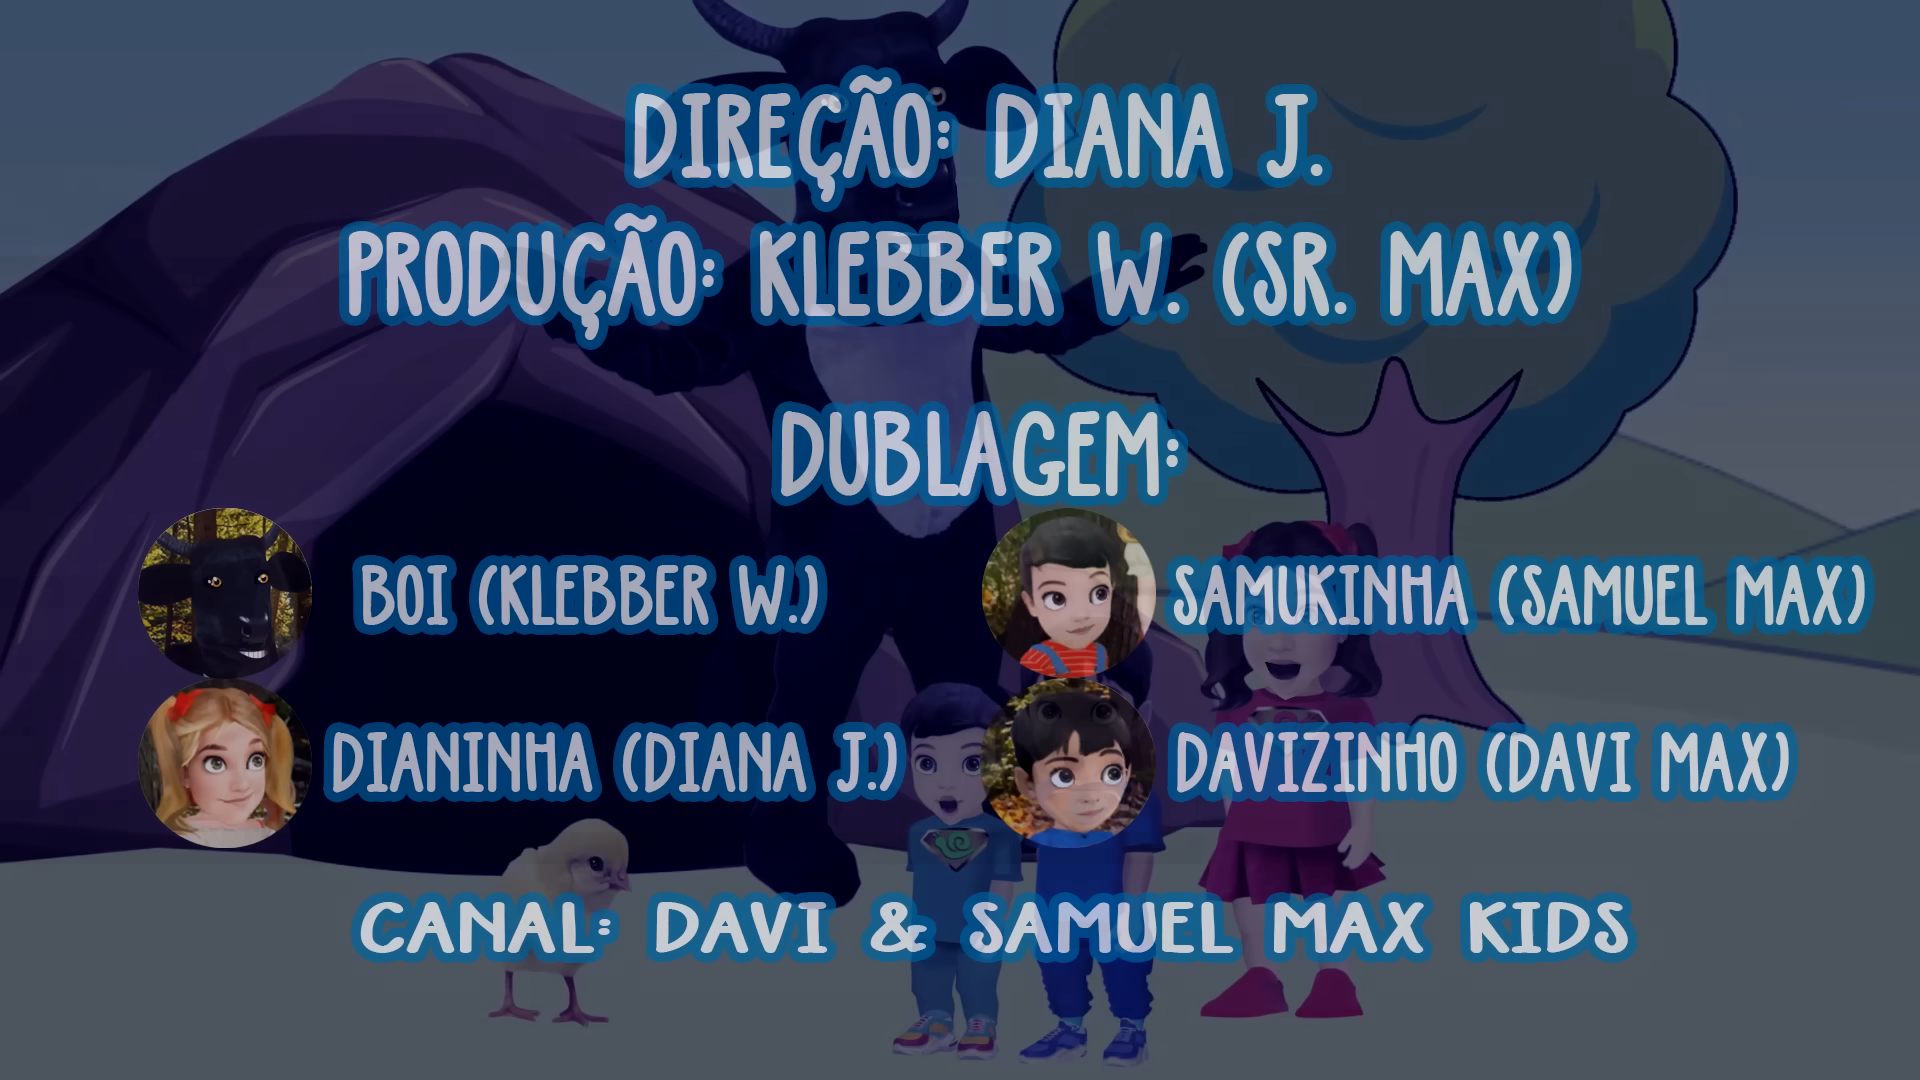 DIREÇÃO: DIANA J.
PRODUÇÃO: KLEBBER W. (SR. MAX)
DUBLAGEM:
BOI (KLEBBER W.)
SAMUKINHA (SAMUEL MAX)
DIANINHA (DIANA J.)
DAVIZINHO (DAVI MAX)
CANAL: DAVI & SAMUEL MAX KIDS